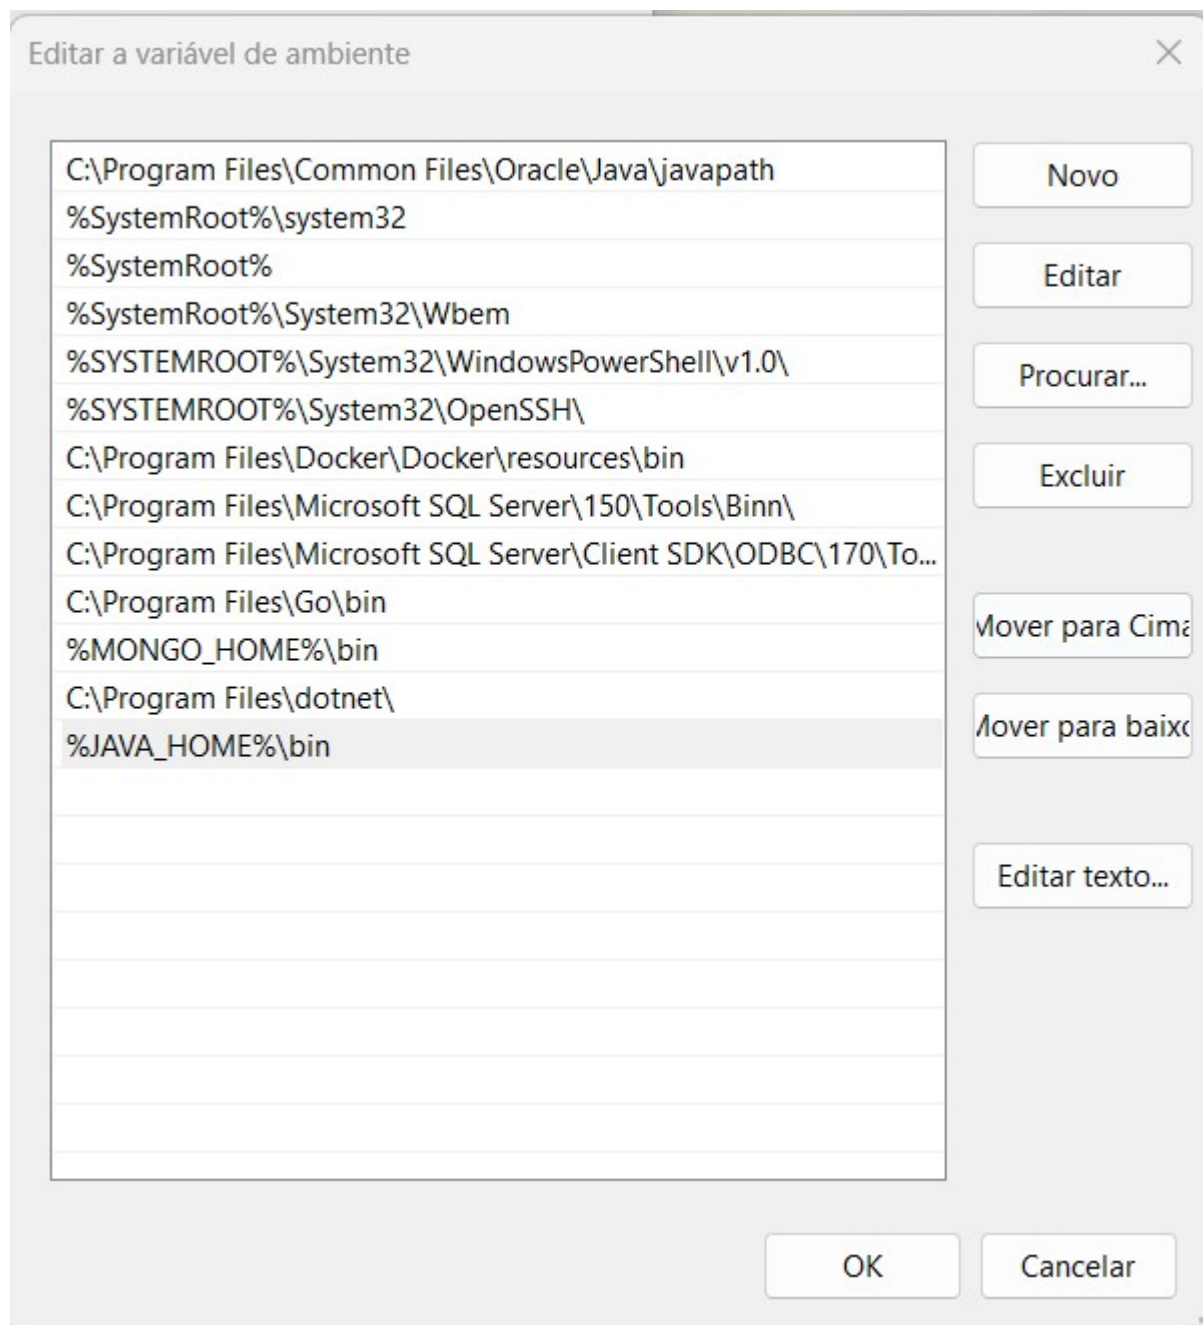 Editar a variável de ambiente
C:\Program Files\Common Files\Oracle\Java\javapath
Novo
%SystemRoot%\system32
%SystemRoot%
Editar
%SystemRoot%\System32\Wbem
%SYSTEMROOT%\System32\WindowsPowerShell\v1.0\
Procurar...
%SYSTEMROOT%\System32\OpenSSH\
C:\Program Files\Docker\Docker\resources\bin
Excluir
C:\Program Files\Microsoft SQL Server\150\Tools\Binn\
C:\Program Files\Microsoft SQL Server\Client SDK\ODBC\170\To...
C:\Program Files\Go\bin
Mover para Cima
%MONGO_HOME%\bin
C:\Program Files\dotnet\
Mover para baixo
%JAVA_HOME%\bin
Editar texto...
OK
Cancelar